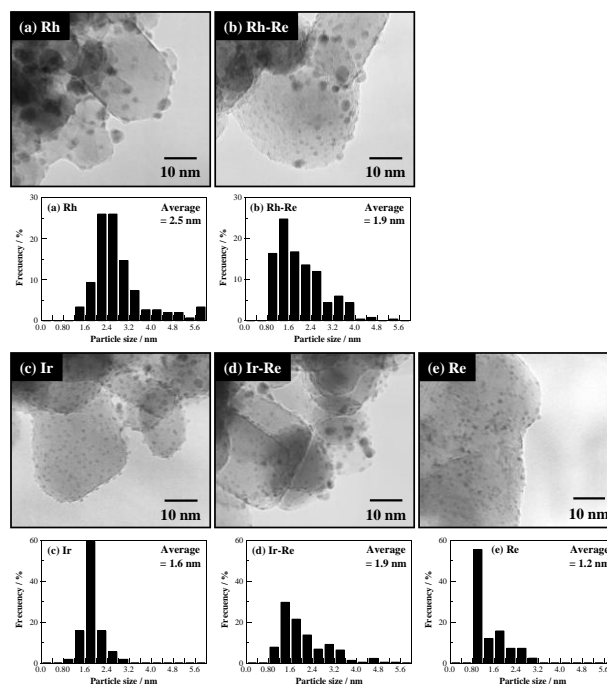 (a) Rh
10 nm
(b) Rh-Re
10 nm
30
20
10
0
Frecuency / %
(a) Rh
Average
= 2.5 nm
0.0 0.80 1.6 2.4 3.2 4.0 4.8 5.6
Particle size / nm
30
20
10
0
Frecuency / %
(b) Rh-Re
Average
= 1.9 nm
0.0 0.80 1.6 2.4 3.2 4.0 4.8 5.6
Particle size / nm
(c) Ir
10 nm
(d) Ir-Re
10 nm
(e) Re
10 nm
60
40
20
0
Frecuency / %
(c) Ir
Average
= 1.6 nm
0.0 0.80 1.6 2.4 3.2 4.0 4.8 5.6
Particle size / nm
60
40
20
0
Frecuency / %
(d) Ir-Re
Average
= 1.9 nm
0.0 0.80 1.6 2.4 3.2 4.0 4.8 5.6
Particle size / nm
60
40
20
0
Frecuency / %
(e) Re
Average
= 1.2 nm
0.0 0.80 1.6 2.4 3.2 4.0 4.8 5.6
Particle size / nm